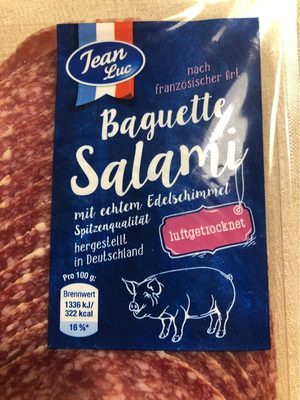 Jean
Luc
nach
französischer Art
Baguette
Salami
mit echtem Edelschimmel
Spitzenqualität
hergestellt
in Deutschland
luftgetrocknet
Pro 100g:
Brennwert
1336 kJ/
322 kcal
16 %*